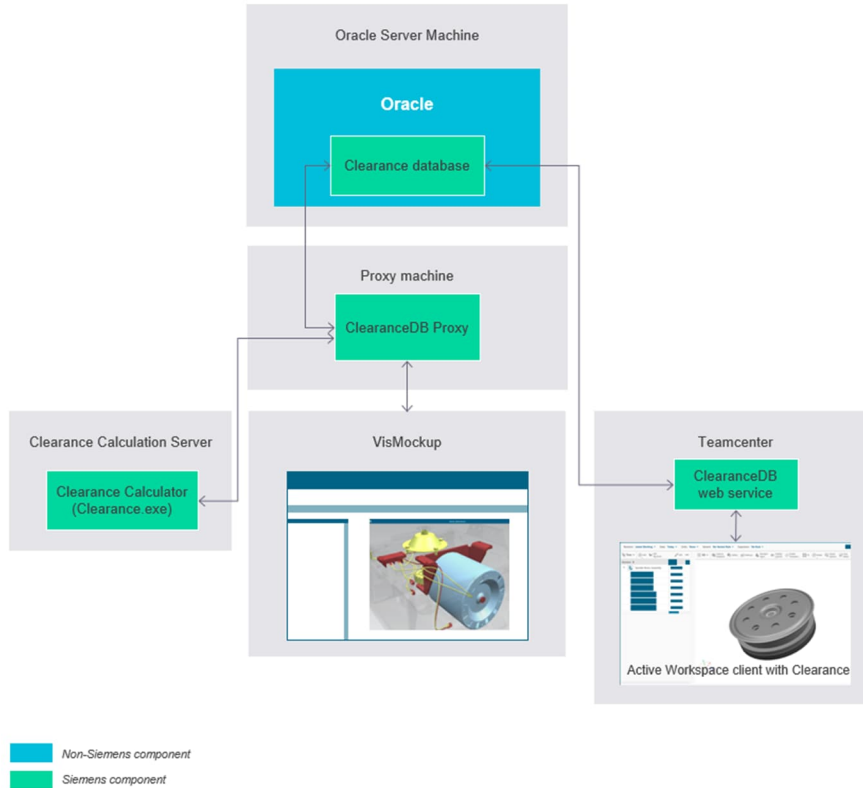 Oracle Server Machine
Oracle
Clearance database
Proxy machine
ClearanceDB Proxy
Clearance Calculation Server
Clearance Calculator
(Clearance.exe)
VisMockup
Teamcenter
ClearanceDB
web service
Active Workspace client with Clearance
Non-Siemens component
Siemens component